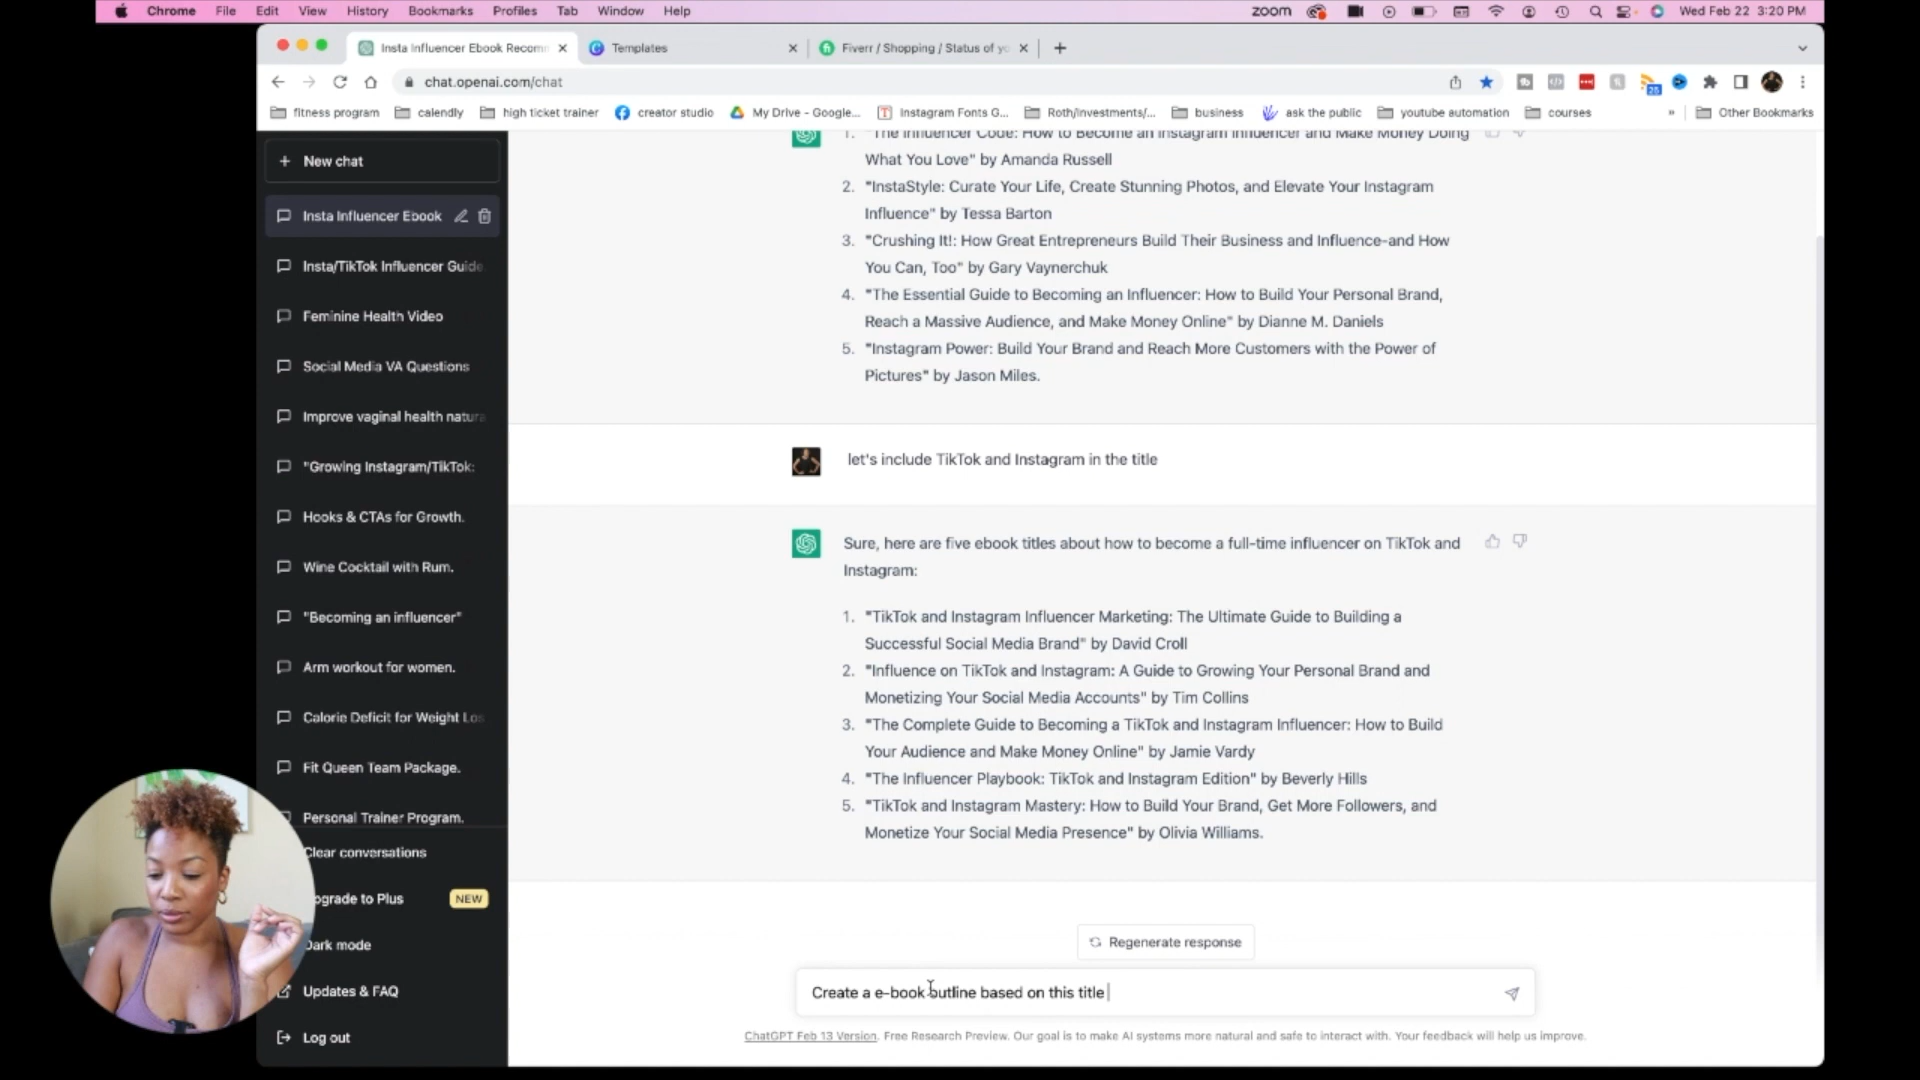 Chrome File Edit View History Bookmarks Profiles Tab Window Help zoom Wed Feb 22 3:20 PM
Insta Influencer Ebook Recom Templates Fiverr / Shopping / Status of yo
chat.openai.com/chat
fitness program calendly high ticket trainer creator studio My Drive - Google... Instagram Fonts G... Roth/Investments/... business ask the public youtube automation courses » Other Bookmarks
25
+ New chat
Insta Influencer Ebook
Insta/TikTok Influencer Guide
Feminine Health Video
Social Media VA Questions
Improve vaginal health natura
"Growing Instagram/TikTok:
Hooks & CTAs for Growth.
Wine Cocktail with Rum.
"Becoming an influencer"
Arm workout for women.
Calorie Deficit for Weight Los
Fit Queen Team Package.
Personal Trainer Program.
Clear conversations
pgrade to Plus NEW
Dark mode
Updates & FAQ
Log out
1. "The Influencer Code: How to Become an Instagram Influencer and Make Money Doing
What You Love" by Amanda Russell
2. "InstaStyle: Curate Your Life, Create Stunning Photos, and Elevate Your Instagram
Influence" by Tessa Barton
3. "Crushing It!: How Great Entrepreneurs Build Their Business and Influence-and How
You Can, Too" by Gary Vaynerchuk
4. "The Essential Guide to Becoming an Influencer: How to Build Your Personal Brand,
Reach a Massive Audience, and Make Money Online" by Dianne M. Daniels
5. "Instagram Power: Build Your Brand and Reach More Customers with the Power of
Pictures" by Jason Miles.
let's include TikTok and Instagram in the title
Sure, here are five ebook titles about how to become a full-time influencer on TikTok and
Instagram:
1. "TikTok and Instagram Influencer Marketing: The Ultimate Guide to Building a
Successful Social Media Brand" by David Croll
2. "Influence on TikTok and Instagram: A Guide to Growing Your Personal Brand and
Monetizing Your Social Media Accounts" by Tim Collins
3. "The Complete Guide to Becoming a TikTok and Instagram Influencer: How to Build
Your Audience and Make Money Online" by Jamie Vardy
4. "The Influencer Playbook: TikTok and Instagram Edition" by Beverly Hills
5. "TikTok and Instagram Mastery: How to Build Your Brand, Get More Followers, and
Monetize Your Social Media Presence" by Olivia Williams.
Regenerate response
Create a e-book outline based on this title
ChatGPT Feb 13 Version. Free Research Preview. Our goal is to make AI systems more natural and safe to interact with. Your feedback will help us improve.